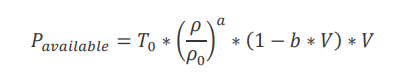 P_available = T_0 * (ρ/ρ_0)^a * (1 − b * V) * V